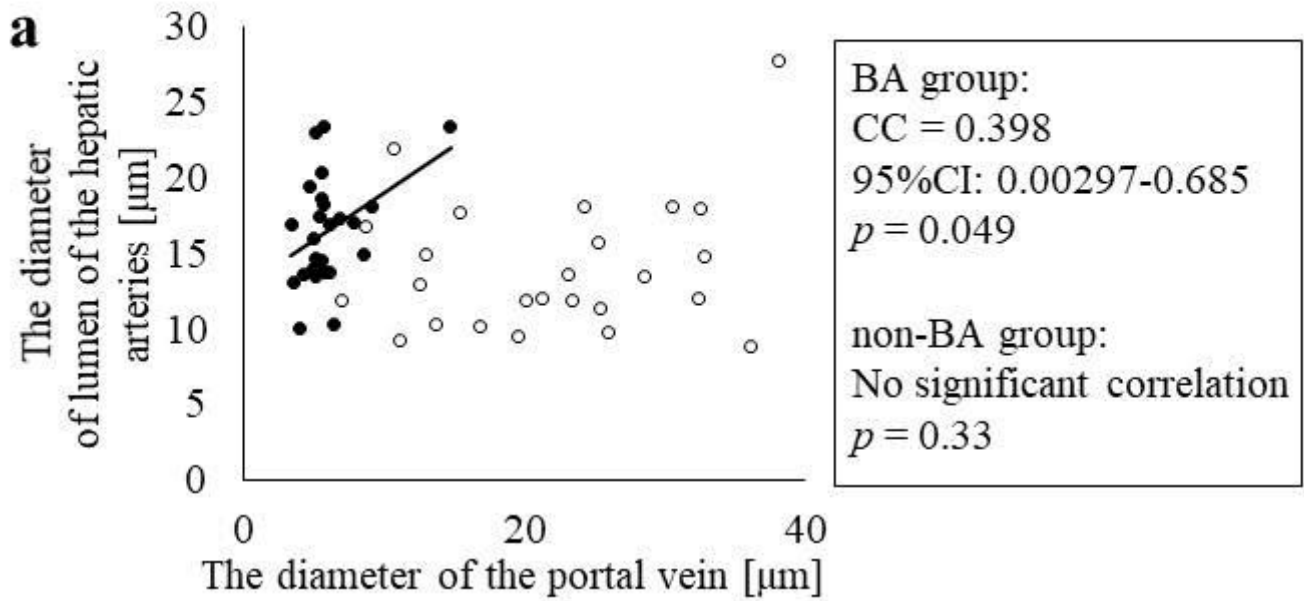 a
The diameter
of lumen of the hepatic
arteries [μm]
30
25
20
15
10
5
0
0 20 40
The diameter of the portal vein [μm]
BA group:
CC = 0.398
95%CI: 0.00297-0.685
p = 0.049
non-BA group:
No significant correlation
p = 0.33